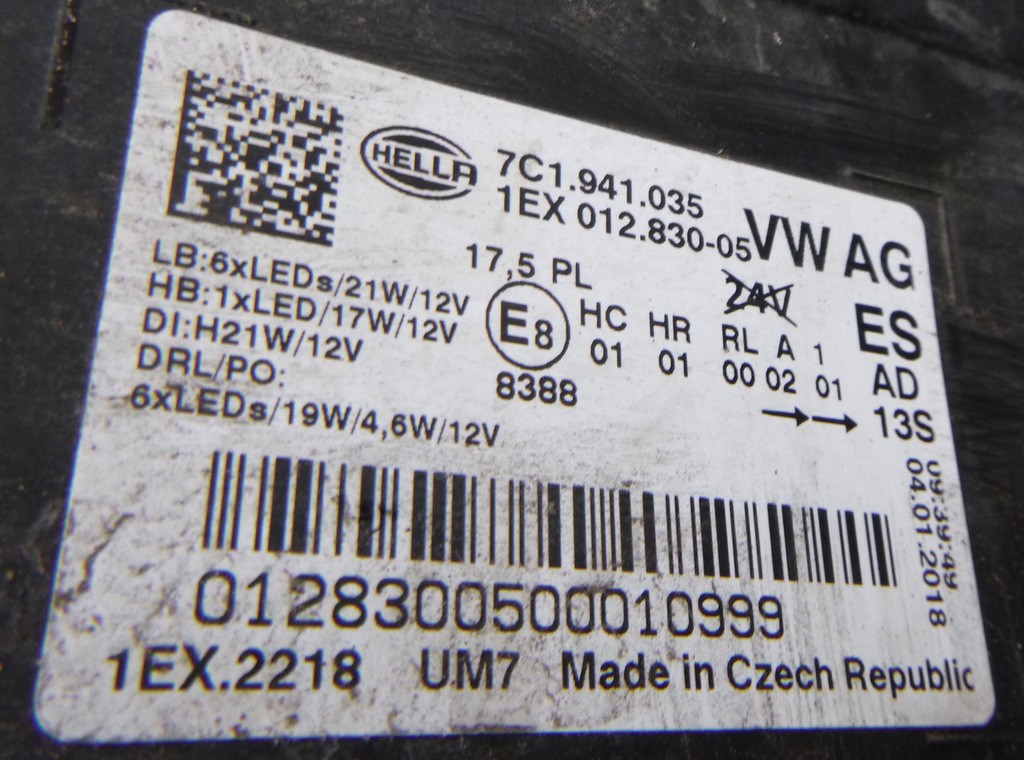 HELLA
7C1.941.035
1EX 012.830-05
VW AG
LB:6xLEDs/21W/12V
HB:1xLED/17W/12V
DI:H21W/12V
DRL/PO:
6xLEDs/19W/4,6W/12V
17,5 PL
24V
E8
HC HR RL A 1
01 01 00 02 01
8388
ES
AD
13S
09:39:49
04.01.2018
0128300500010999
1EX.2218 UM7 Made in Czech Republic